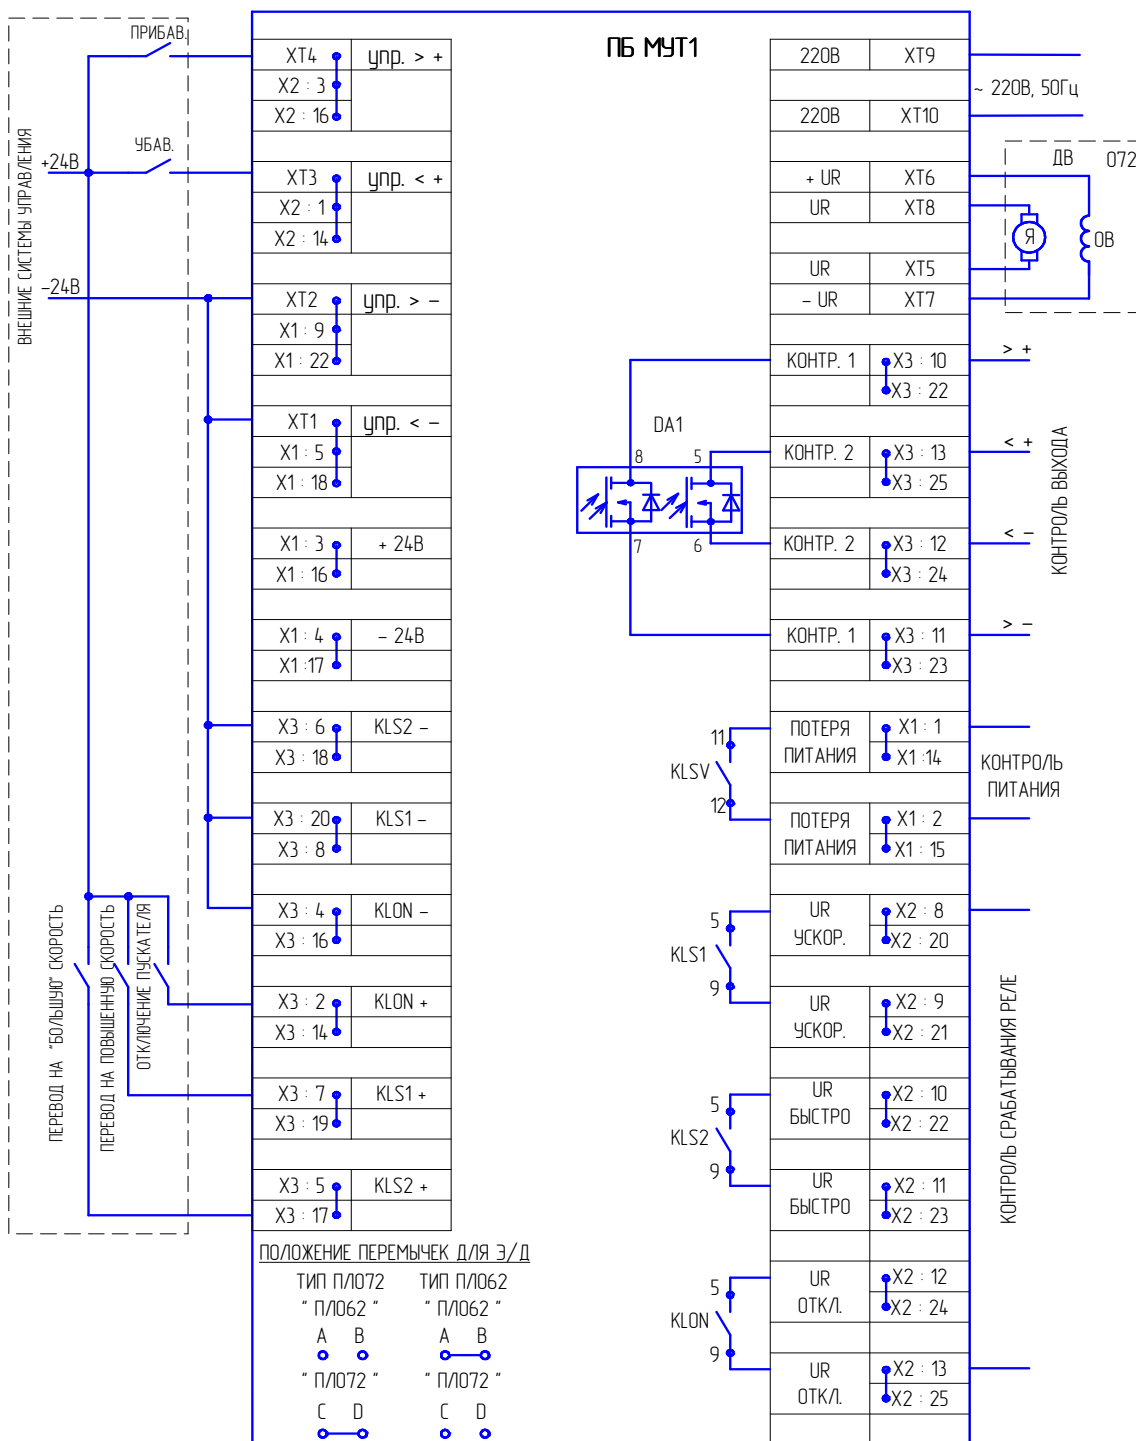 ПБ МУТ1
ВНЕШНИЕ СИСТЕМЫ УПРАВЛЕНИЯ
ПРИБАВ.
УБАВ.
+24В
−24В
ПЕРЕВОД НА "БОЛЬШУЮ" СКОРОСТЬ
ПЕРЕВОД НА ПОВЫШЕННУЮ СКОРОСТЬ
ОТКЛЮЧЕНИЕ ПУСКАТЕЛЯ
XT4 упр. > +
X2 : 3
X2 : 16
XT3 упр. < +
X2 : 1
X2 : 14
XT2 упр. > −
X1 : 9
X1 : 22
XT1 упр. < −
X1 : 5
X1 : 18
X1 : 3 + 24В
X1 : 16
X1 : 4 − 24В
X1 :17
X3 : 6 KLS2 −
X3 : 18
X3 : 20 KLS1 −
X3 : 8
X3 : 4 KLON −
X3 : 16
X3 : 2 KLON +
X3 : 14
X3 : 7 KLS1 +
X3 : 19
X3 : 5 KLS2 +
X3 : 17
ПОЛОЖЕНИЕ ПЕРЕМЫЧЕК ДЛЯ Э/Д
ТИП ПЛ072 ТИП ПЛ062
" ПЛ062 " " ПЛ062 "
A B A B
" ПЛ072 " " ПЛ072 "
C D C D
DA1
8 5
7 6
11
KLSV
12
5
KLS1
9
5
KLS2
9
5
KLON
9
220В XT9
~ 220В, 50Гц
220В XT10
ДВ 072
+ UR XT6
UR XT8
Я
ОВ
UR XT5
− UR XT7
КОНТР. 1 X3 : 10 > +
X3 : 22
КОНТР. 2 X3 : 13 < +
X3 : 25
КОНТР. 2 X3 : 12 < −
X3 : 24
КОНТР. 1 X3 : 11 > −
X3 : 23
КОНТРОЛЬ ВЫХОДА
ПОТЕРЯ X1 : 1
ПИТАНИЯ X1 :14
КОНТРОЛЬ
ПИТАНИЯ
ПОТЕРЯ X1 : 2
ПИТАНИЯ X1 : 15
UR X2 : 8
УСКОР. X2 : 20
UR X2 : 9
УСКОР. X2 : 21
UR X2 : 10
БЫСТРО X2 : 22
UR X2 : 11
БЫСТРО X2 : 23
UR X2 : 12
ОТКЛ. X2 : 24
UR X2 : 13
ОТКЛ. X2 : 25
КОНТРОЛЬ СРАБАТЫВАНИЯ РЕЛЕ